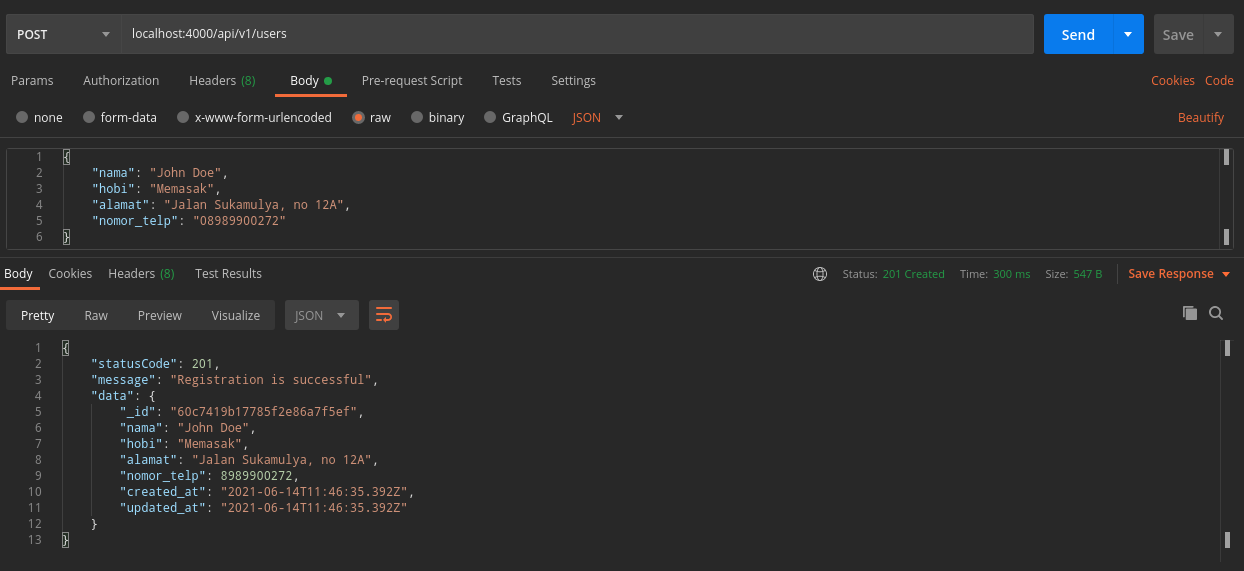 POST localhost:4000/api/v1/users Send Save
Params Authorization Headers (8) Body Pre-request Script Tests Settings Cookies Code
none form-data x-www-form-urlencoded raw binary GraphQL JSON Beautify
1 {
2 "nama": "John Doe",
3 "hobi": "Memasak",
4 "alamat": "Jalan Sukamulya, no 12A",
5 "nomor_telp": "08989900272"
6 }
Body Cookies Headers (8) Test Results Status: 201 Created Time: 300 ms Size: 547 B Save Response
Pretty Raw Preview Visualize JSON
1 {
2 "statusCode": 201,
3 "message": "Registration is successful",
4 "data": {
5 "_id": "60c7419b17785f2e86a7f5ef",
6 "nama": "John Doe",
7 "hobi": "Memasak",
8 "alamat": "Jalan Sukamulya, no 12A",
9 "nomor_telp": 8989900272,
10 "created_at": "2021-06-14T11:46:35.392Z",
11 "updated_at": "2021-06-14T11:46:35.392Z"
12 }
13 }